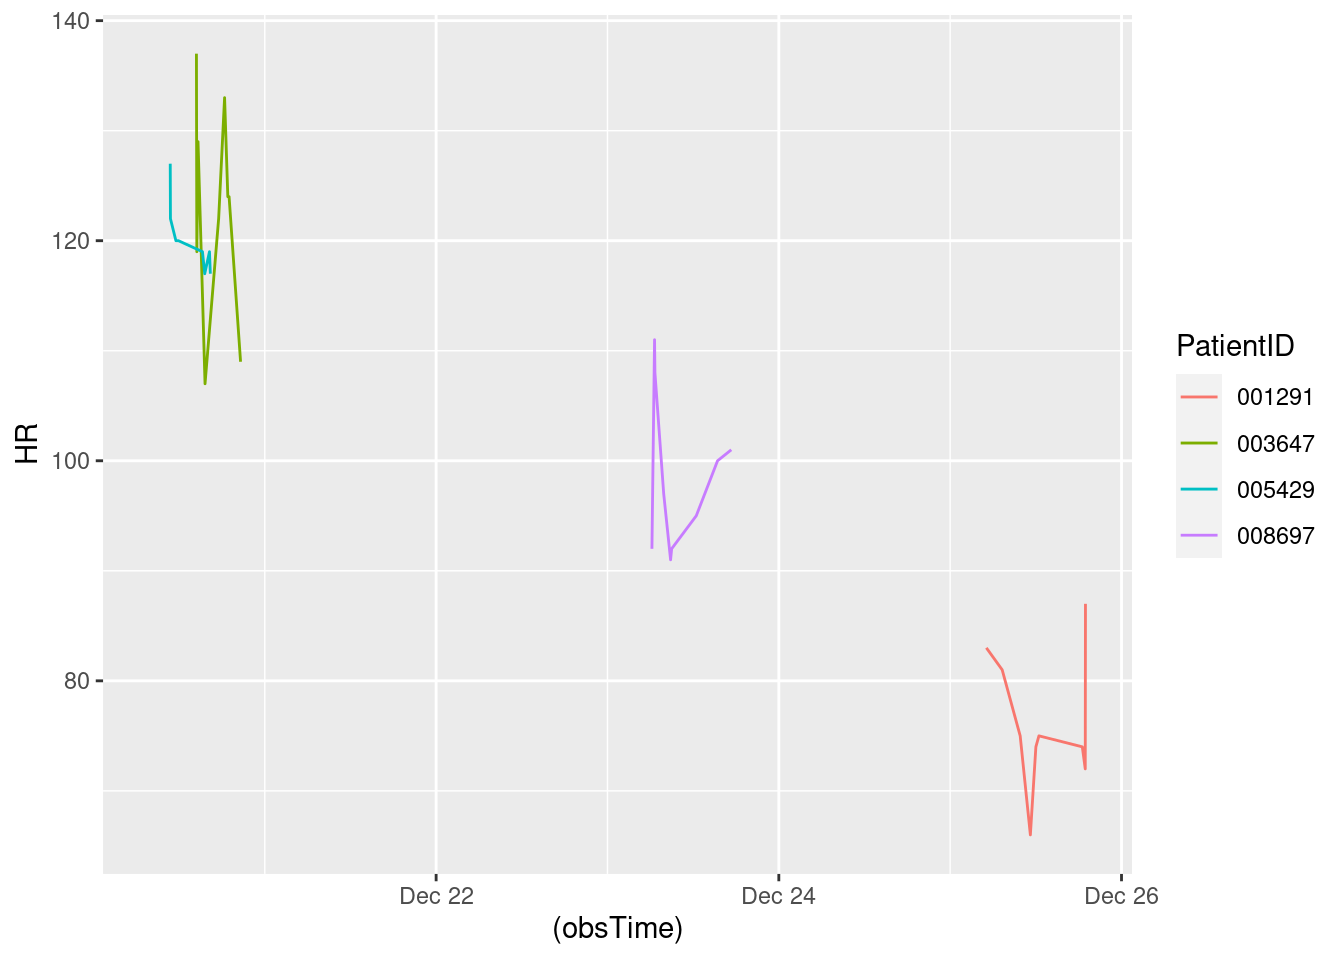 140
120
100
80
HR
Dec 22
Dec 24
Dec 26
(obsTime)
PatientID
001291
003647
005429
008697